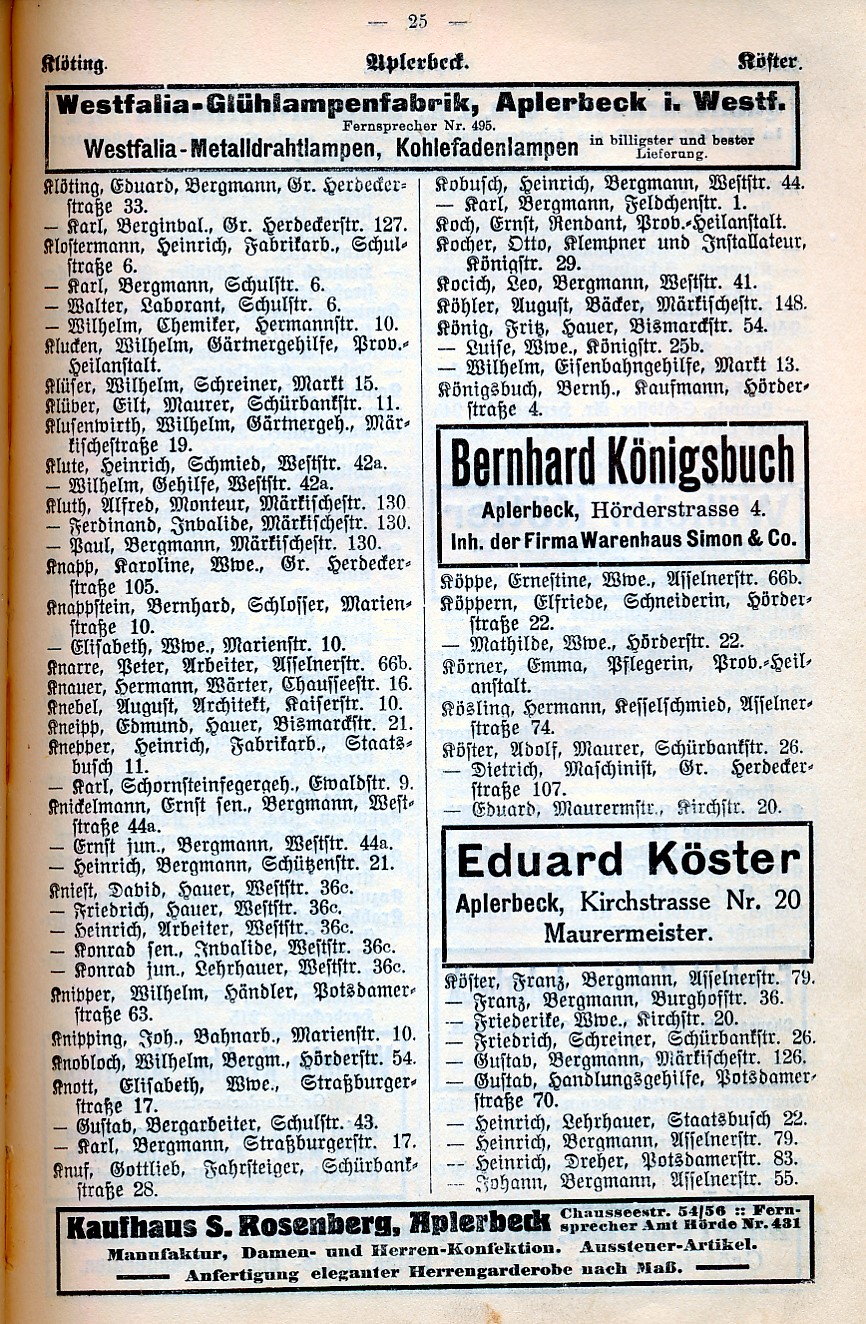 — 25 —
Klöting. Aplerbeck. Köster.
Westfalia-Glühlampenfabrik, Aplerbeck i. Westf.
Fernsprecher Nr. 495.
Westfalia-Metalldrahtlampen, Kohlefadenlampen in billigster und bester Lieferung.
Klöting, Eduard, Bergmann, Gr. Herdecker-
straße 33.
— Karl, Berginval., Gr. Herdeckerstr. 127.
Klostermann, Heinrich, Fabrikarb., Schul-
straße 6.
— Karl, Bergmann, Schulstr. 6.
— Walter, Laborant, Schulstr. 6.
— Wilhelm, Chemiker, Hermannstr. 10.
Klucken, Wilhelm, Gärtnergehilfe, Prov.-
Heilanstalt.
Klüser, Wilhelm, Schreiner, Markt 15.
Klüber, Eilt, Maurer, Schürbankstr. 11.
Klusenwirth, Wilhelm, Gärtnergeh., Mär-
kischestraße 19.
Klute, Heinrich, Schmied, Weststr. 42a.
— Wilhelm, Gehilfe, Weststr. 42a.
Kluth, Alfred, Monteur, Märkischestr. 130
— Ferdinand, Invalide, Märkischestr. 130.
— Paul, Bergmann, Märkischestr. 130.
Knapp, Karoline, Wwe., Gr. Herdecker-
straße 105.
Knappstein, Bernhard, Schlosser, Marien-
straße 10.
— Elisabeth, Wwe., Marienstr. 10.
Knarre, Peter, Arbeiter, Asselnerstr. 66b.
Knauer, Hermann, Wärter, Chausseestr. 16.
Knebel, August, Architekt, Kaiserstr. 10.
Kneipp, Edmund, Hauer, Bismarckstr. 21.
Knepper, Heinrich, Fabrikarb., Staats-
busch 11.
— Karl, Schornsteinfegergeh., Ewaldstr. 9.
Knickelmann, Ernst sen., Bergmann, West-
straße 44a.
— Ernst jun., Bergmann, Weststr. 44a.
— Heinrich, Bergmann, Schützenstr. 21.
Kniest, David, Hauer, Weststr. 36c.
— Friedrich, Hauer, Weststr. 36c.
— Heinrich, Arbeiter, Weststr. 36c.
— Konrad sen., Invalide, Weststr. 36c.
— Konrad jun., Lehrhauer, Weststr. 36c.
Knipper, Wilhelm, Händler, Potsdamer-
straße 63.
Knipping, Joh., Bahnarb., Marienstr. 10.
Knobloch, Wilhelm, Bergm., Hörderstr. 54.
Knott, Elisabeth, Wwe., Straßburger-
straße 17.
— Gustav, Bergarbeiter, Schulstr. 43.
— Karl, Bergmann, Straßburgerstr. 17.
Knuf, Gottlieb, Fahrsteiger, Schürbank-
straße 28.
Kobusch, Heinrich, Bergmann, Weststr. 44.
— Karl, Bergmann, Feldchenstr. 1.
Koch, Ernst, Rendant, Prov.-Heilanstalt.
Kocher, Otto, Klempner und Installateur,
Königstr. 29.
Kocich, Leo, Bergmann, Weststr. 41.
Köhler, August, Bäcker, Märkischestr. 148.
König, Fritz, Hauer, Bismarckstr. 54.
— Luise, Wwe., Königstr. 25b.
— Wilhelm, Eisenbahngehilfe, Markt 13.
Königsbuch, Bernh., Kaufmann, Hörder-
straße 4.
Bernhard Königsbuch
Aplerbeck, Hörderstrasse 4.
Inh. der Firma Warenhaus Simon & Co.
Köppe, Ernestine, Wwe., Asselnerstr. 66b.
Köppern, Elfriede, Schneiderin, Hörder-
straße 22.
— Mathilde, Wwe., Hörderstr. 22.
Körner, Emma, Pflegerin, Prov.-Heil-
anstalt.
Kösling, Hermann, Kesselschmied, Asselner-
straße 74.
Köster, Adolf, Maurer, Schürbankstr. 26.
— Dietrich, Maschinist, Gr. Herdecker-
straße 107.
— Eduard, Maurermstr., Kirchstr. 20.
Eduard Köster
Aplerbeck, Kirchstrasse Nr. 20
Maurermeister.
Köster, Franz, Bergmann, Asselnerstr. 79.
— Franz, Bergmann, Burghofstr. 36.
— Friederike, Wwe., Kirchstr. 20.
— Friedrich, Schreiner, Schürbankstr. 26.
— Gustav, Bergmann, Märkischestr. 126.
— Gustav, Handlungsgehilfe, Potsdamer-
straße 70.
— Heinrich, Lehrhauer, Staatsbusch 22.
— Heinrich, Bergmann, Asselnerstr. 79.
— Heinrich, Dreher, Potsdamerstr. 83.
— Johann, Bergmann, Asselnerstr. 55.
Kaufhaus S. Rosenberg, Aplerbeck Chausseestr. 54/56 :: Fern-
sprecher Amt Hörde Nr. 431
Manufaktur, Damen- und Herren-Konfektion. Aussteuer-Artikel.
Anfertigung eleganter Herrengarderobe nach Maß.